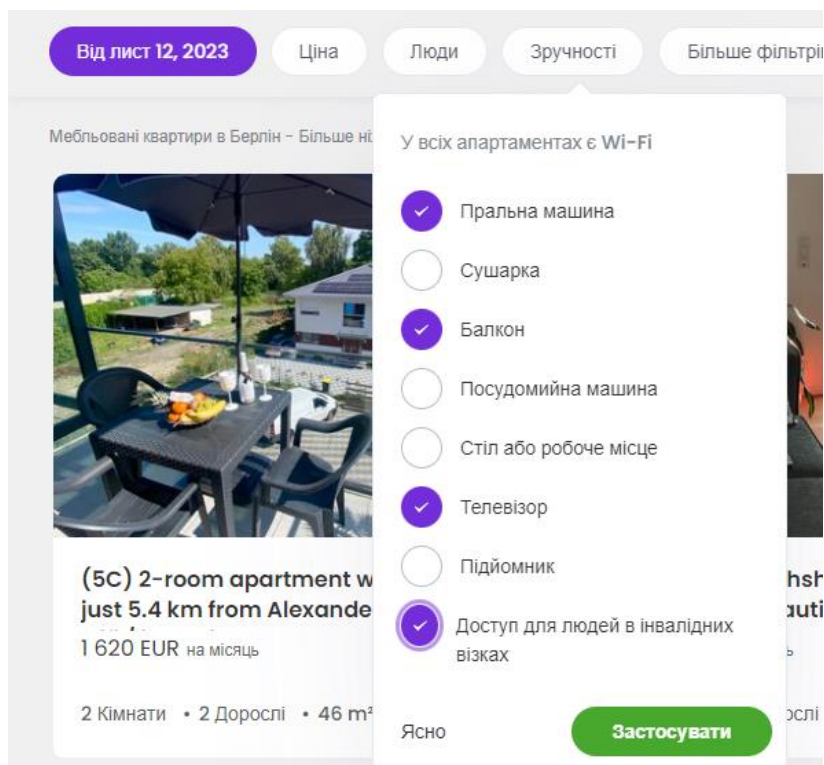 Від лист 12, 2023
Ціна
Люди
Зручності
Більше фільтрів
Мебльовані квартири в Берлін - Більше ні
У всіх апартаментах є Wi-Fi
Пральна машина
Сушарка
Балкон
Посудомийна машина
Стіл або робоче місце
Телевізор
Підйомник
Доступ для людей в інвалідних
візках
Ясно
Застосувати
(5C) 2-room apartment w
just 5.4 km from Alexande
1 620 EUR на місяць
2 Кімнати • 2 Дорослі • 46 m²